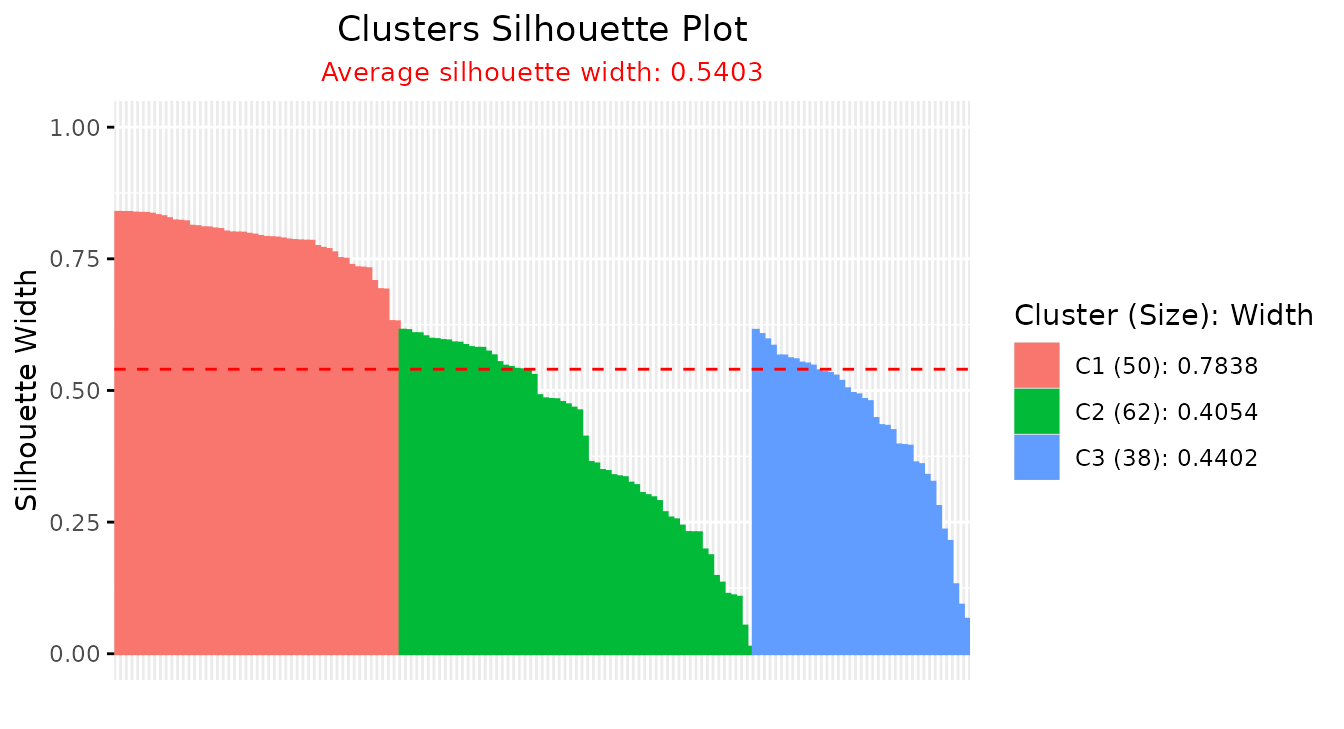 Clusters Silhouette Plot
Average silhouette width: 0.5403
Silhouette Width
1.00
0.75
0.50
0.25
0.00
Cluster (Size): Width
C1 (50): 0.7838
C2 (62): 0.4054
C3 (38): 0.4402